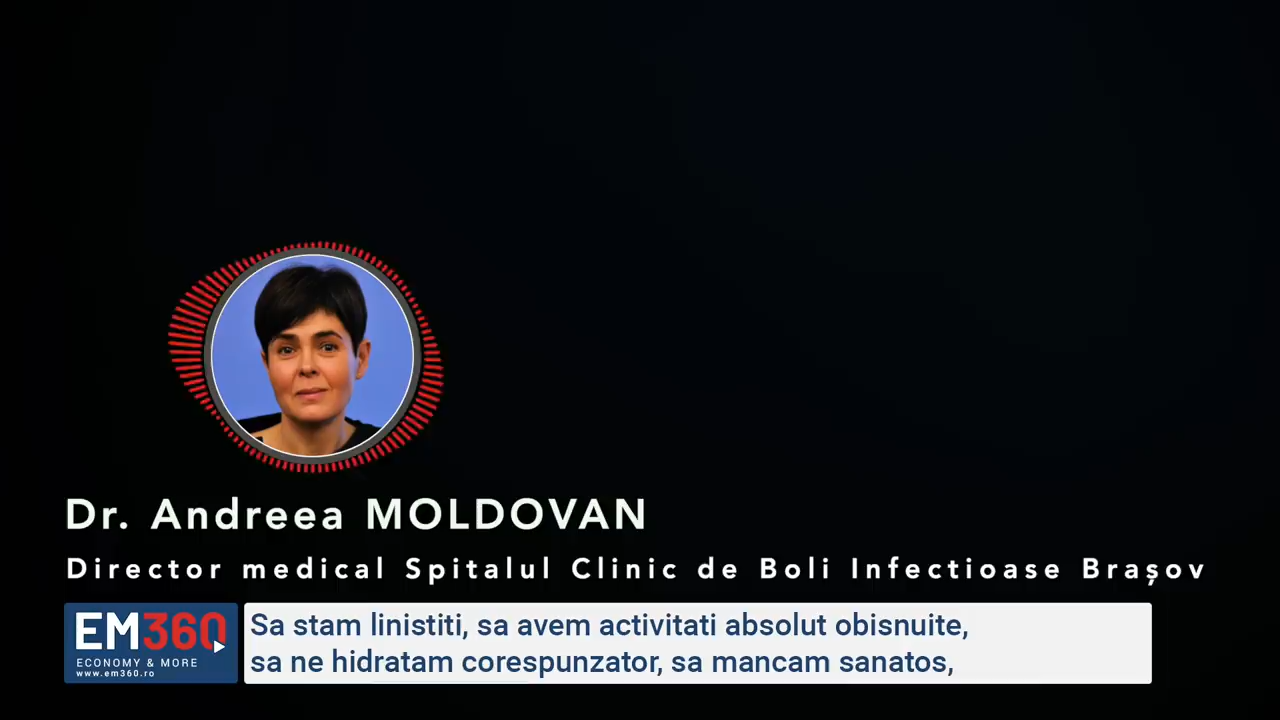 Dr. Andreea MOLDOVAN
Director medical Spitalul Clinic de Boli Infectioase Brașov
EM360
ECONOMY & MORE
www.em360.ro
Sa stam linistiti, sa avem activitati absolut obisnuite,
sa ne hidratam corespunzator, sa mancam sanatos,